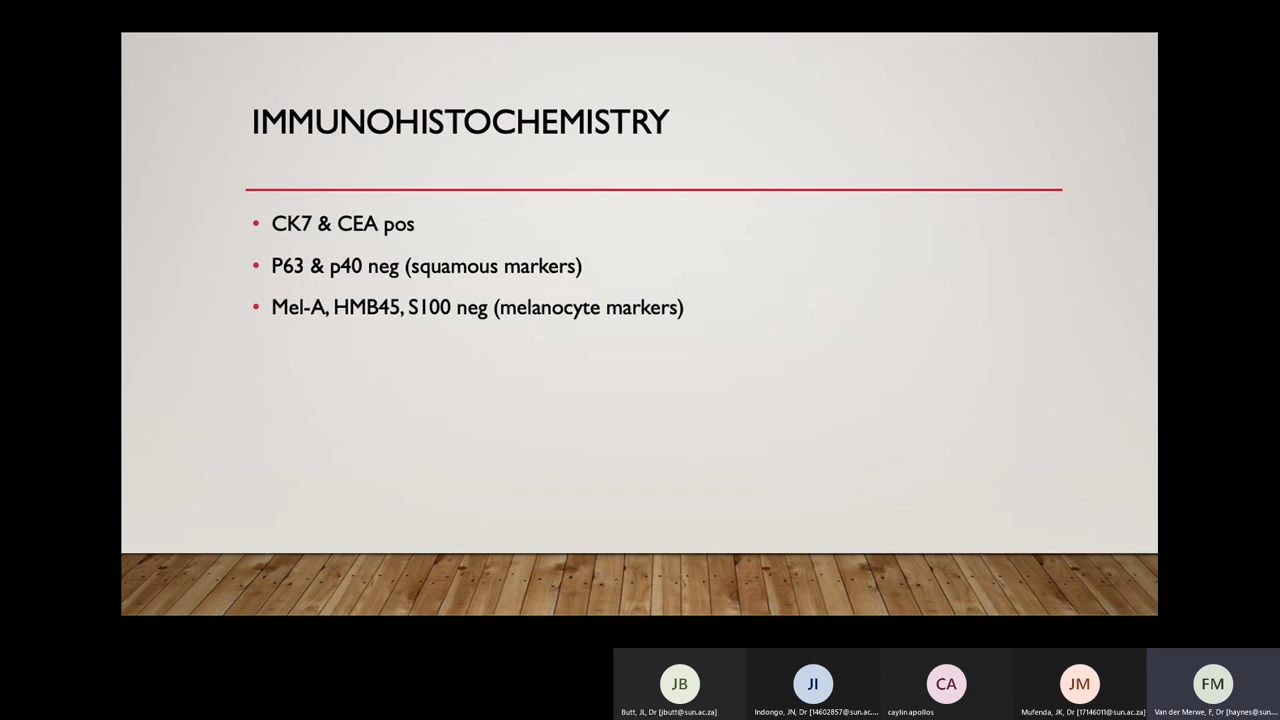 IMMUNOHISTOCHEMISTRY
• CK7 & CEA pos
• P63 & p40 neg (squamous markers)
• Mel-A, HMB45, S100 neg (melanocyte markers)
JB JI CA JM FM
Butt, JL, Dr [jbutt@sun.ac.za] Indongo, JN, Dr [14602857@sun.ac.... caylin apollos Mufenda, JK, Dr [17146011@sun.ac.za] Van der Merwe, F, Dr [haynes@sun...